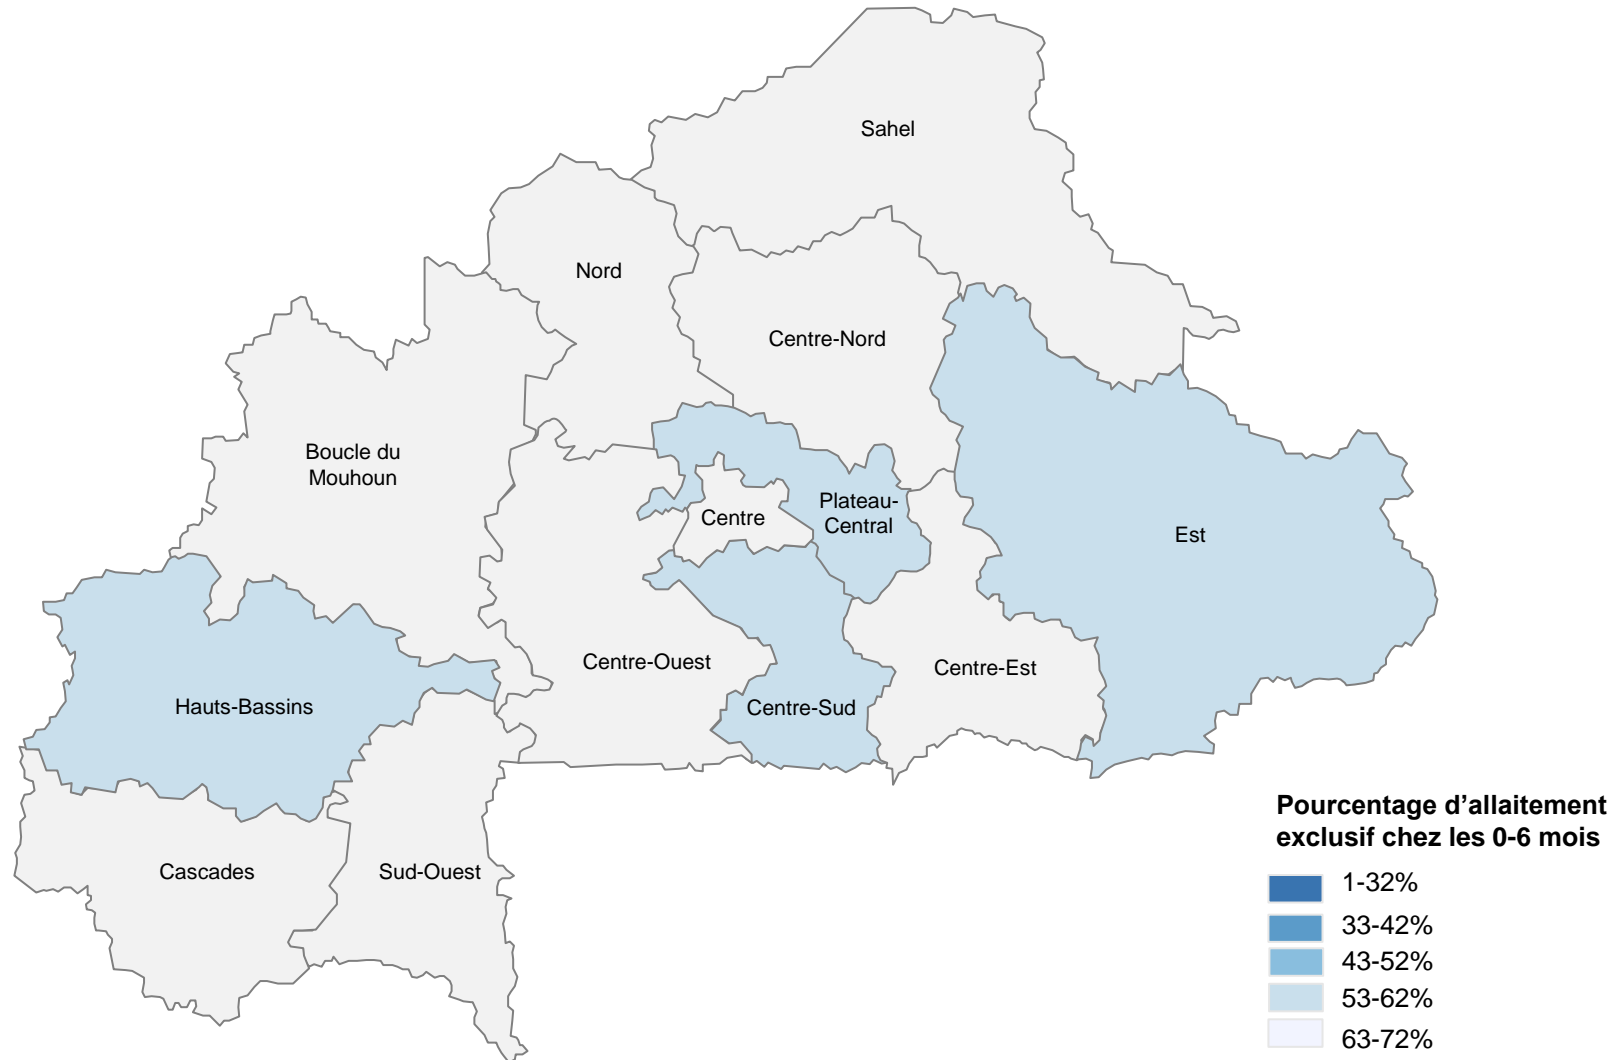 Sahel
Nord
Centre-Nord
Boucle du
Mouhoun
Centre
Plateau-
Central
Est
Centre-Ouest
Centre-Est
Hauts-Bassins
Centre-Sud
Cascades
Sud-Ouest
Pourcentage d’allaitement
exclusif chez les 0-6 mois
1-32%
33-42%
43-52%
53-62%
63-72%